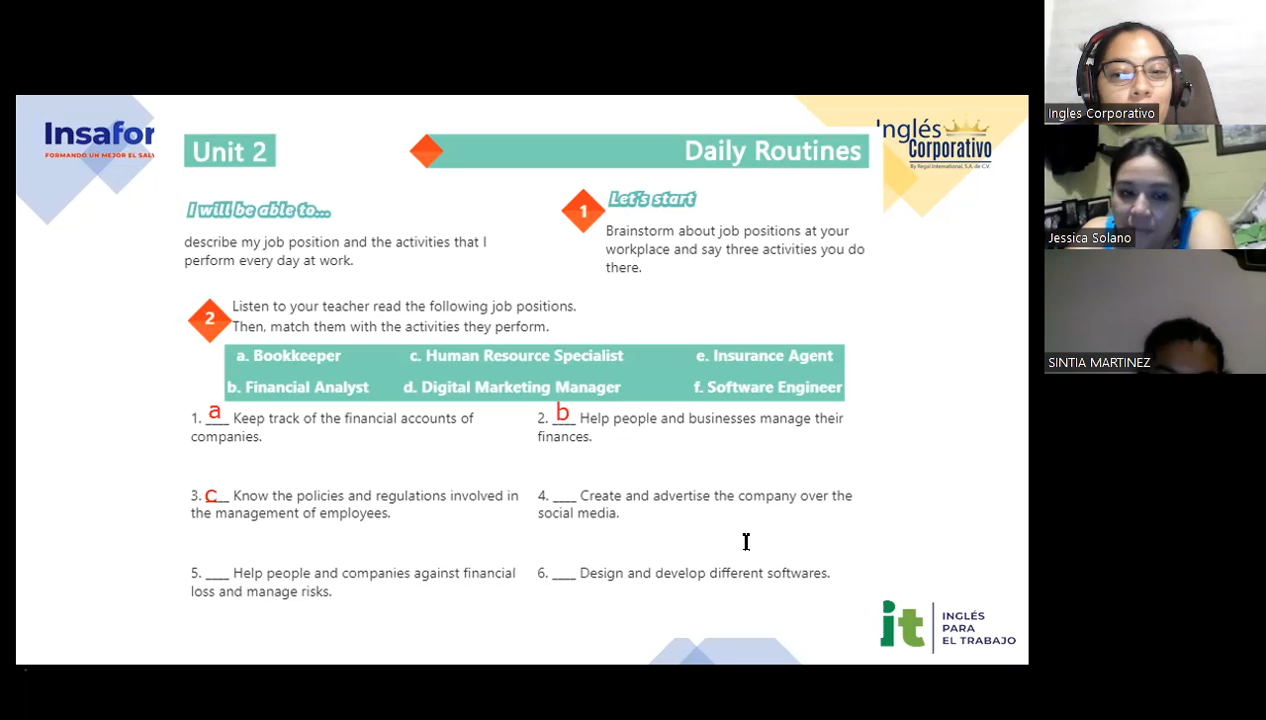 Insafor
FORMANDO UN MEJOR EL SALV
Unit 2
Daily Routines
Inglés
Corporativo
By Regal International, S.A. de C.V.
I will be able to...
describe my job position and the activities that I
perform every day at work.
1
Let's start
Brainstorm about job positions at your
workplace and say three activities you do
there.
2
Listen to your teacher read the following job positions.
Then, match them with the activities they perform.
a. Bookkeeper
c. Human Resource Specialist
e. Insurance Agent
b. Financial Analyst
d. Digital Marketing Manager
f. Software Engineer
1. a Keep track of the financial accounts of
companies.
2. b Help people and businesses manage their
finances.
3. c Know the policies and regulations involved in
the management of employees.
4. ____ Create and advertise the company over the
social media.
5. ____ Help people and companies against financial
loss and manage risks.
6. ____ Design and develop different softwares.
it
INGLÉS
PARA
EL TRABAJO
Ingles Corporativo
Jessica Solano
SINTIA MARTINEZ